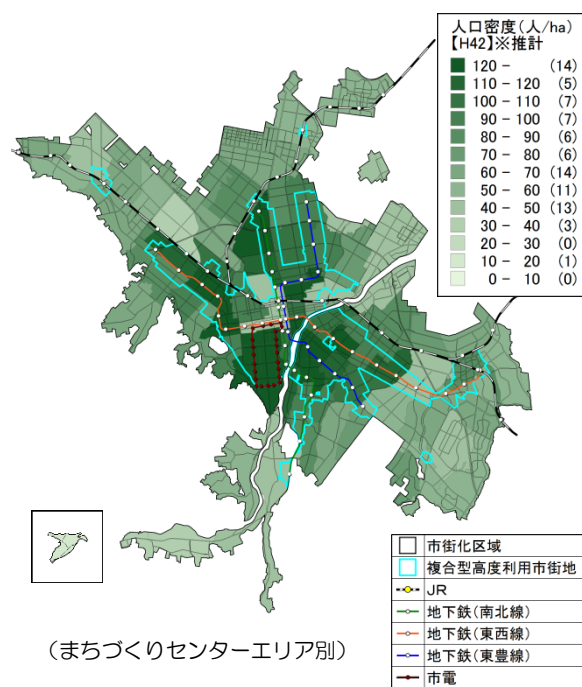 人口密度(人/ha)
【H42】※推計
120 - (14)
110 - 120 (5)
100 - 110 (7)
90 - 100 (7)
80 - 90 (6)
70 - 80 (6)
60 - 70 (14)
50 - 60 (11)
40 - 50 (13)
30 - 40 (3)
20 - 30 (0)
10 - 20 (1)
0 - 10 (0)
市街化区域
複合型高度利用市街地
JR
地下鉄(南北線)
地下鉄(東西線)
地下鉄(東豊線)
市電
(まちづくりセンターエリア別)